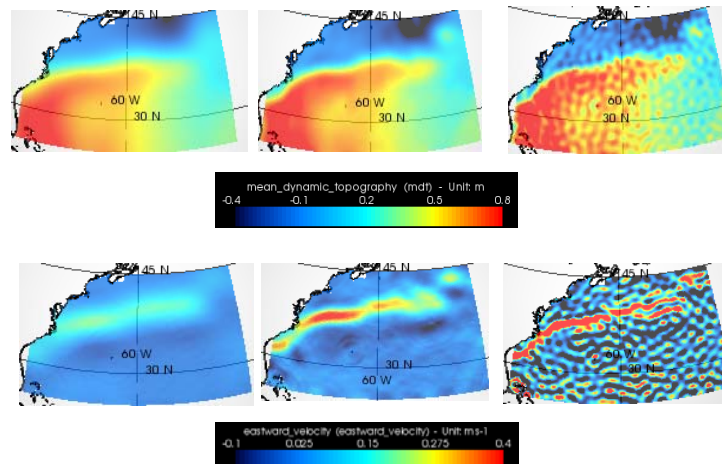 45 N
60 W
30 N
45 N
60 W
30 N
45 N
60 W
30 N
mean_dynamic_topography (mdt) - Unit: m
-0.4 -0.1 0.2 0.5 0.8
45 N
60 W
30 N
45 N
30 N
60 W
45 N
60 W
30 N
eastward_velocity (eastward_velocity) - Unit: ms-1
-0.1 0.025 0.15 0.275 0.4